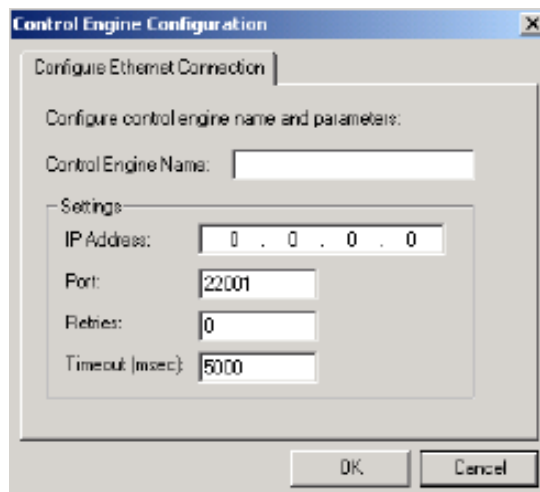 Control Engine Configuration
Configure Ethernet Connection
Configure control engine name and parameters:
Control Engine Name:
Settings
IP Address: 0 . 0 . 0 . 0
Port: 22001
Retries: 0
Timeout (msec): 5000
OK Cancel